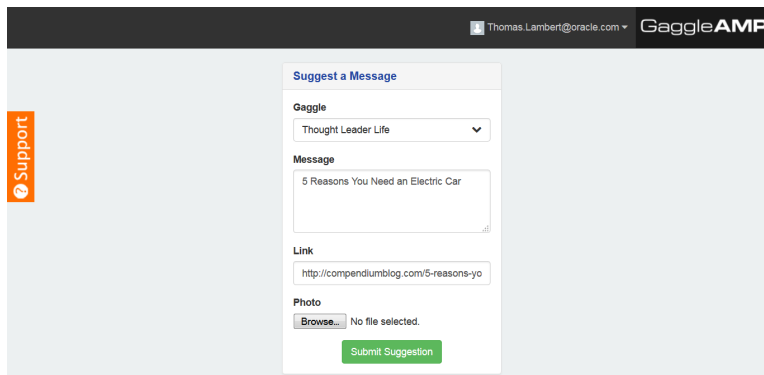 Thomas.Lambert@oracle.com
GaggleAMP
Suggest a Message
Gaggle
Thought Leader Life
? Support
Message
5 Reasons You Need an Electric Car
Link
http://compendiumblog.com/5-reasons-yo
Photo
Browse... No file selected.
Submit Suggestion